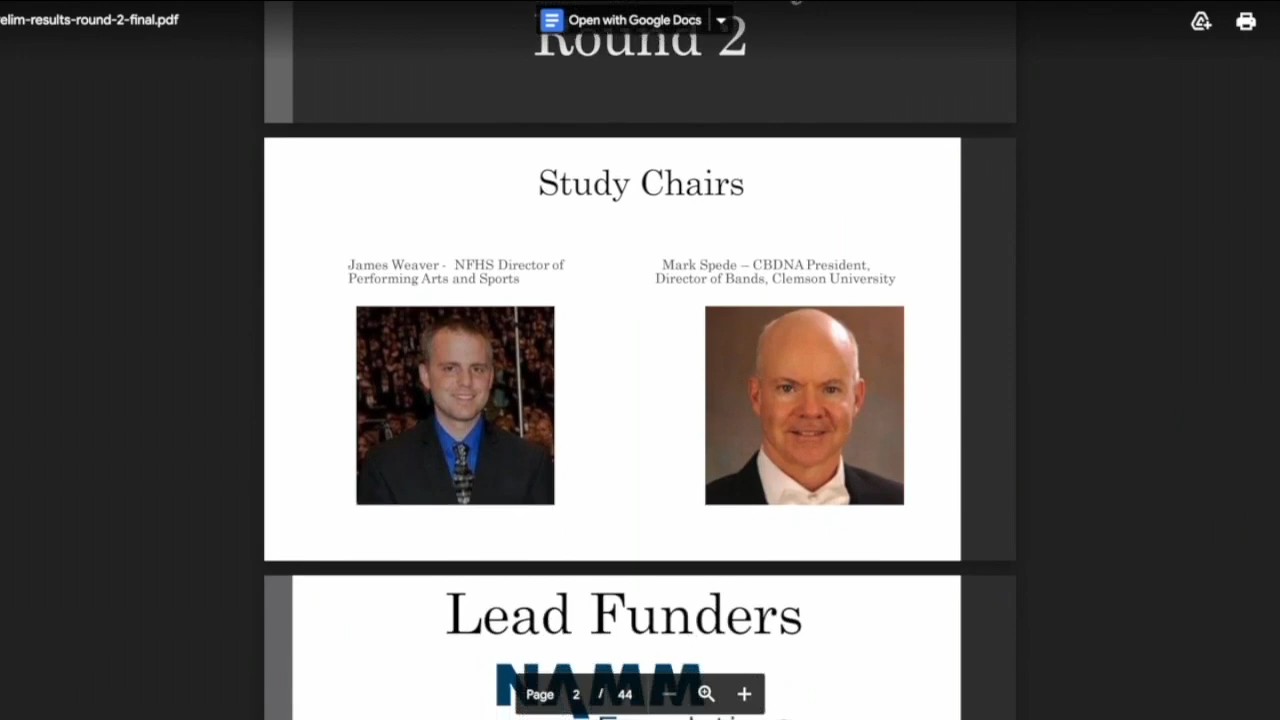 elim-results-round-2-final.pdf
Open with Google Docs
Round 2
Study Chairs
James Weaver - NFHS Director of
Performing Arts and Sports
Mark Spede – CBDNA President,
Director of Bands, Clemson University
Lead Funders
NAMM
Page 2 / 44